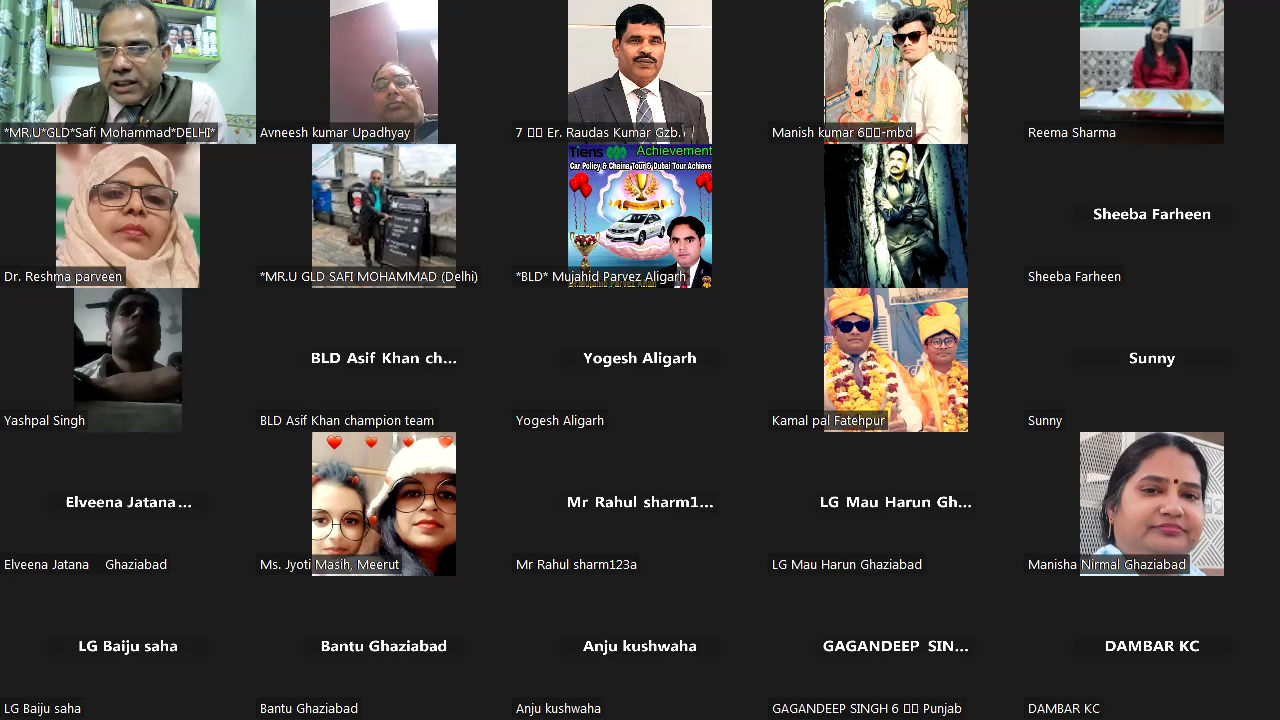 *MR.U*GLD*Safi Mohammad*DELHI*
Avneesh kumar Upadhyay
7 Er. Raudas Kumar Gzb.
Manish kumar 6-mbd
Reema Sharma
Dr. Reshma parveen
*MR.U GLD SAFI MOHAMMAD (Delhi)
Tiens Achievement
Car Policy & Chaina Tour & Dubai Tour Achieve
*BLD* Mujahid Parvez Aligarh
Sheeba Farheen
Sheeba Farheen
Yashpal Singh
BLD Asif Khan ch...
BLD Asif Khan champion team
Yogesh Aligarh
Yogesh Aligarh
Kamal pal Fatehpur
Sunny
Sunny
Elveena Jatana...
Elveena Jatana Ghaziabad
Ms. Jyoti Masih, Meerut
Mr Rahul sharm1...
Mr Rahul sharm123a
LG Mau Harun Gh...
LG Mau Harun Ghaziabad
Manisha Nirmal Ghaziabad
LG Baiju saha
LG Baiju saha
Bantu Ghaziabad
Bantu Ghaziabad
Anju kushwaha
Anju kushwaha
GAGANDEEP SIN...
GAGANDEEP SINGH 6 Punjab
DAMBAR KC
DAMBAR KC